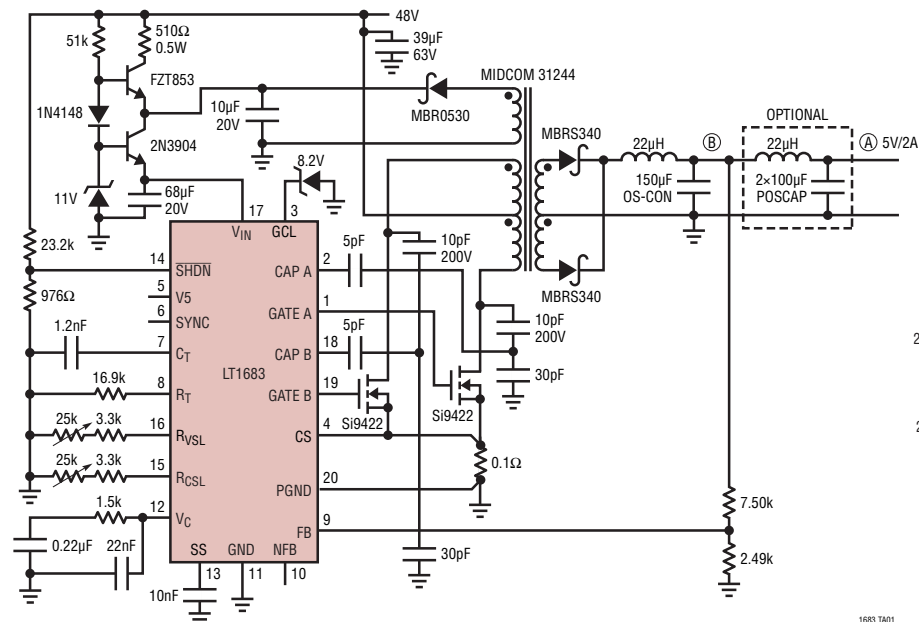 48V
51k
510Ω
0.5W
39µF
63V
FZT853
MIDCOM 31244
1N4148
10µF
20V
MBR0530
2N3904
MBRS340
OPTIONAL
22µH
B
22µH
A 5V/2A
11V
68µF
20V
8.2V
150µF
OS-CON
2×100µF
POSCAP
17
3
VIN
GCL
23.2k
5pF
10pF
200V
14
SHDN
CAP A
2
MBRS340
976Ω
5
V5
GATE A
1
6
SYNC
5pF
10pF
200V
1.2nF
7
CT
CAP B
18
2
LT1683
30pF
16.9k
8
RT
GATE B
19
Si9422
Si9422
25k
3.3k
16
RVSL
CS
4
2
25k
3.3k
15
RCSL
0.1Ω
PGND
20
1.5k
12
VC
7.50k
FB
9
0.22µF
22nF
SS
GND
NFB
30pF
2.49k
13
11
10
10nF
1683 TA01